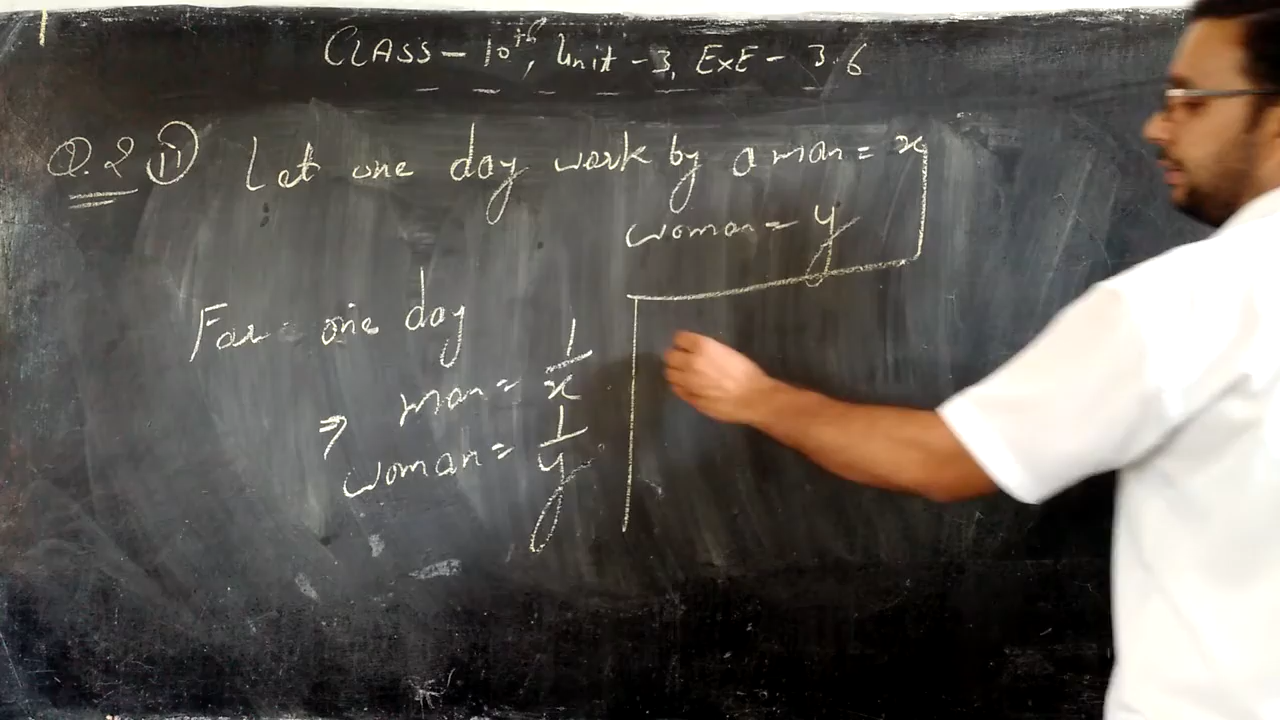 CLASS - 10th, Unit - 3, EXE - 3.6
Q.2 (ii) Let one day work by a man = x
woman = y
For one day
⇒ man = 1/x
woman = 1/y